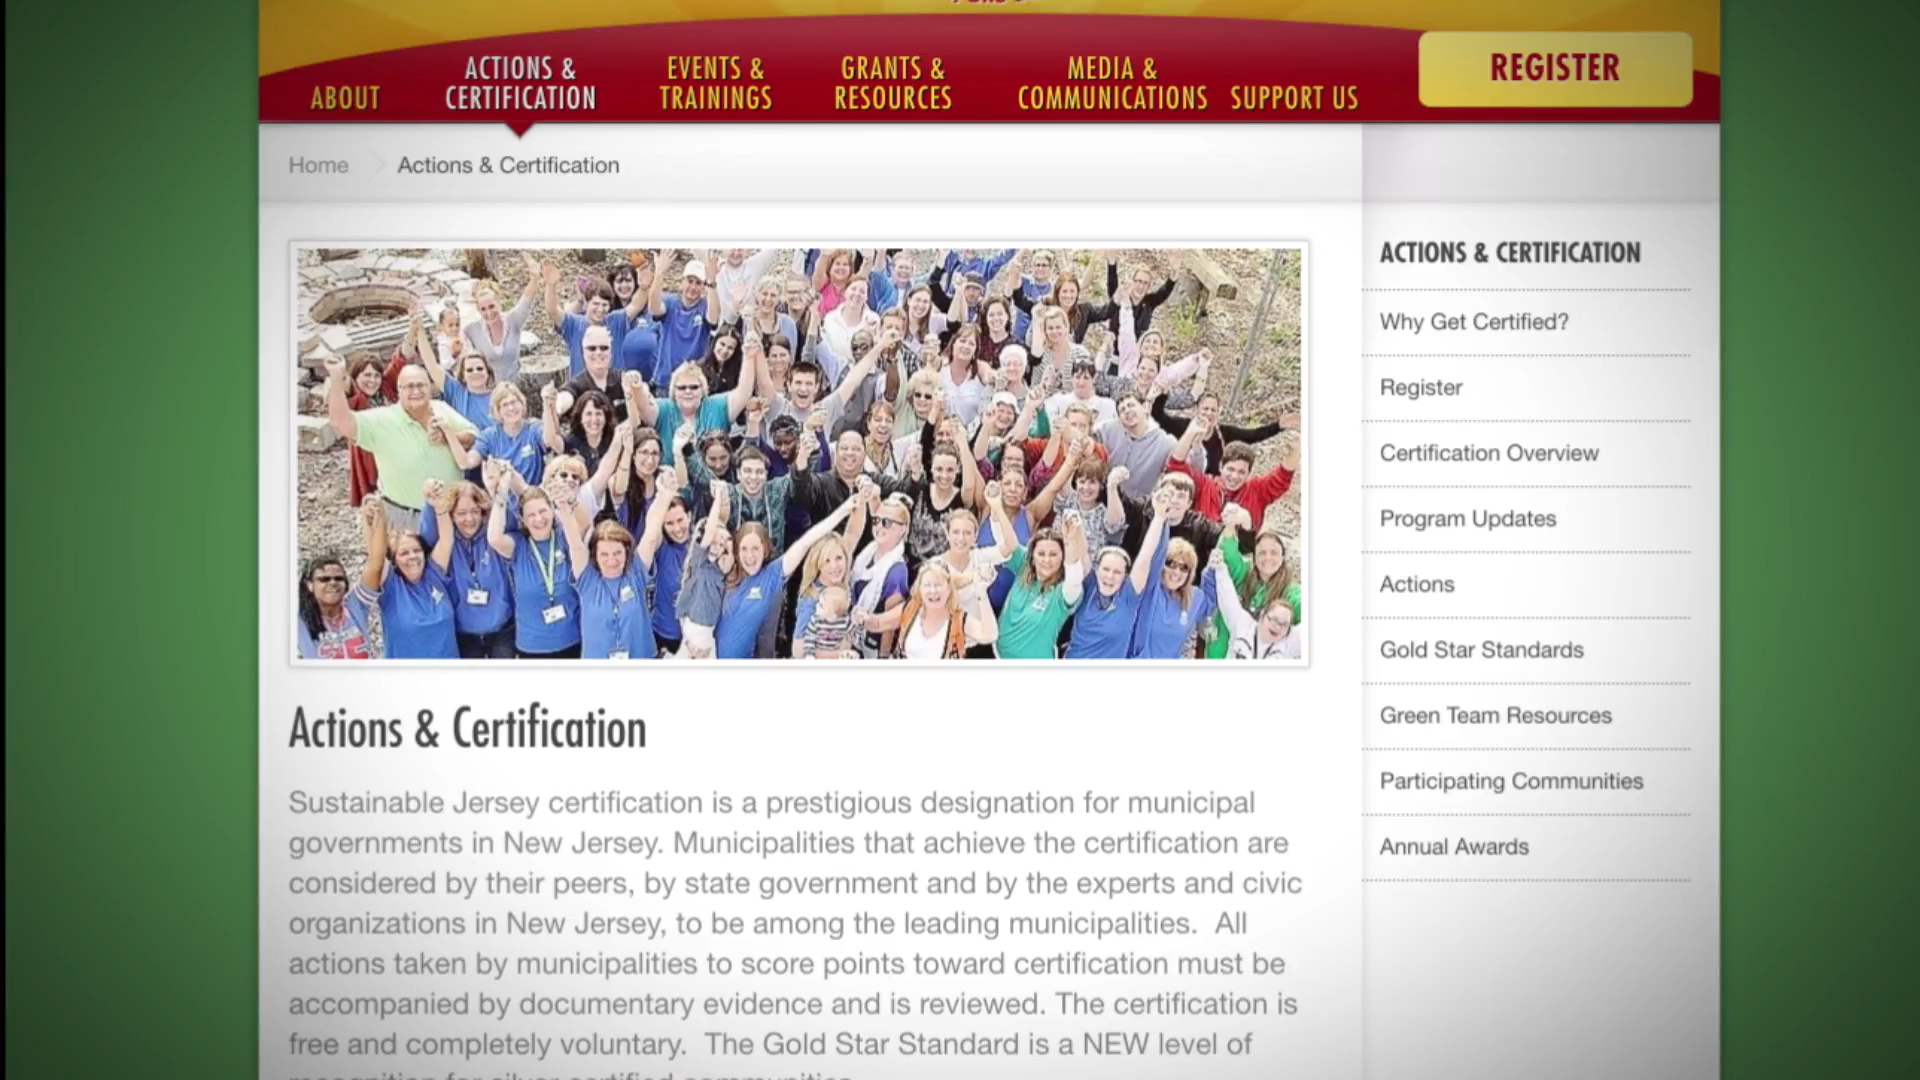 ABOUT
ACTIONS &
CERTIFICATION
EVENTS &
TRAININGS
GRANTS &
RESOURCES
MEDIA &
COMMUNICATIONS
SUPPORT US
REGISTER
Home
Actions & Certification
ACTIONS & CERTIFICATION
Why Get Certified?
Register
Certification Overview
Program Updates
Actions
Gold Star Standards
Green Team Resources
Participating Communities
Annual Awards
Actions & Certification
Sustainable Jersey certification is a prestigious designation for municipal
governments in New Jersey. Municipalities that achieve the certification are
considered by their peers, by state government and by the experts and civic
organizations in New Jersey, to be among the leading municipalities.  All
actions taken by municipalities to score points toward certification must be
accompanied by documentary evidence and is reviewed. The certification is
free and completely voluntary.  The Gold Star Standard is a NEW level of